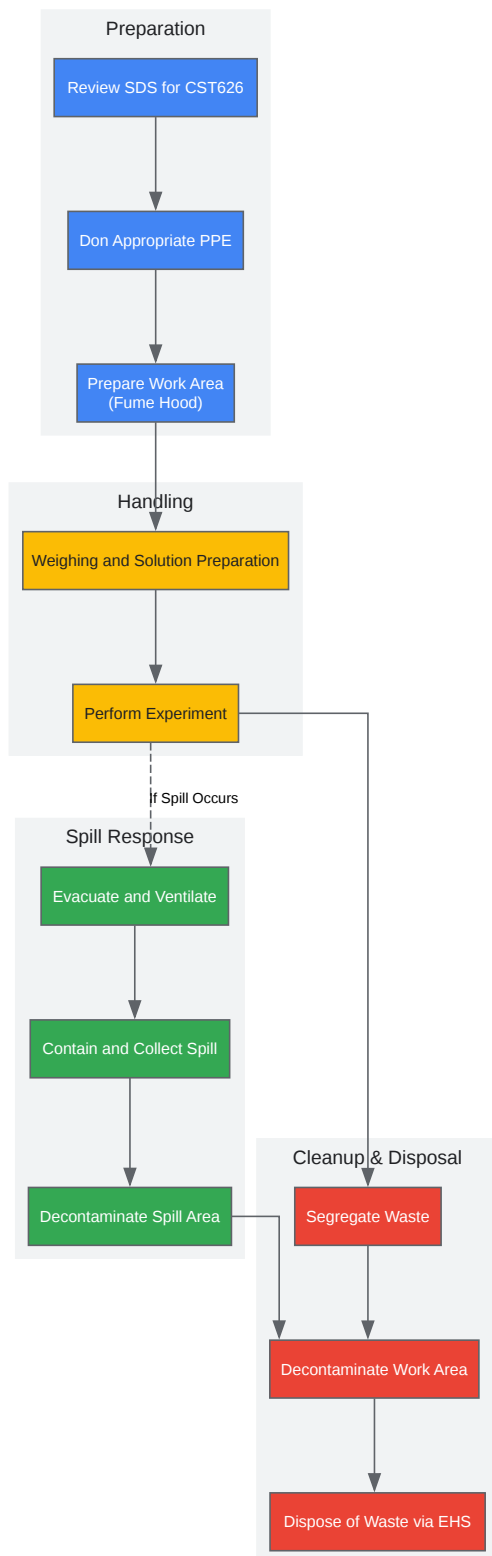 Preparation
Review SDS for CST626
Don Appropriate PPE
Prepare Work Area
(Fume Hood)
Handling
Weighing and Solution Preparation
Perform Experiment
If Spill Occurs
Spill Response
Evacuate and Ventilate
Contain and Collect Spill
Decontaminate Spill Area
Cleanup & Disposal
Segregate Waste
Decontaminate Work Area
Dispose of Waste via EHS